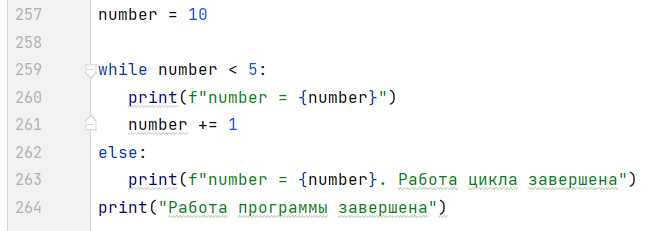 257 number = 10
258
259 while number < 5:
260    print(f"number = {number}")
261    number += 1
262 else:
263    print(f"number = {number}. Работа цикла завершена")
264 print("Работа программы завершена")